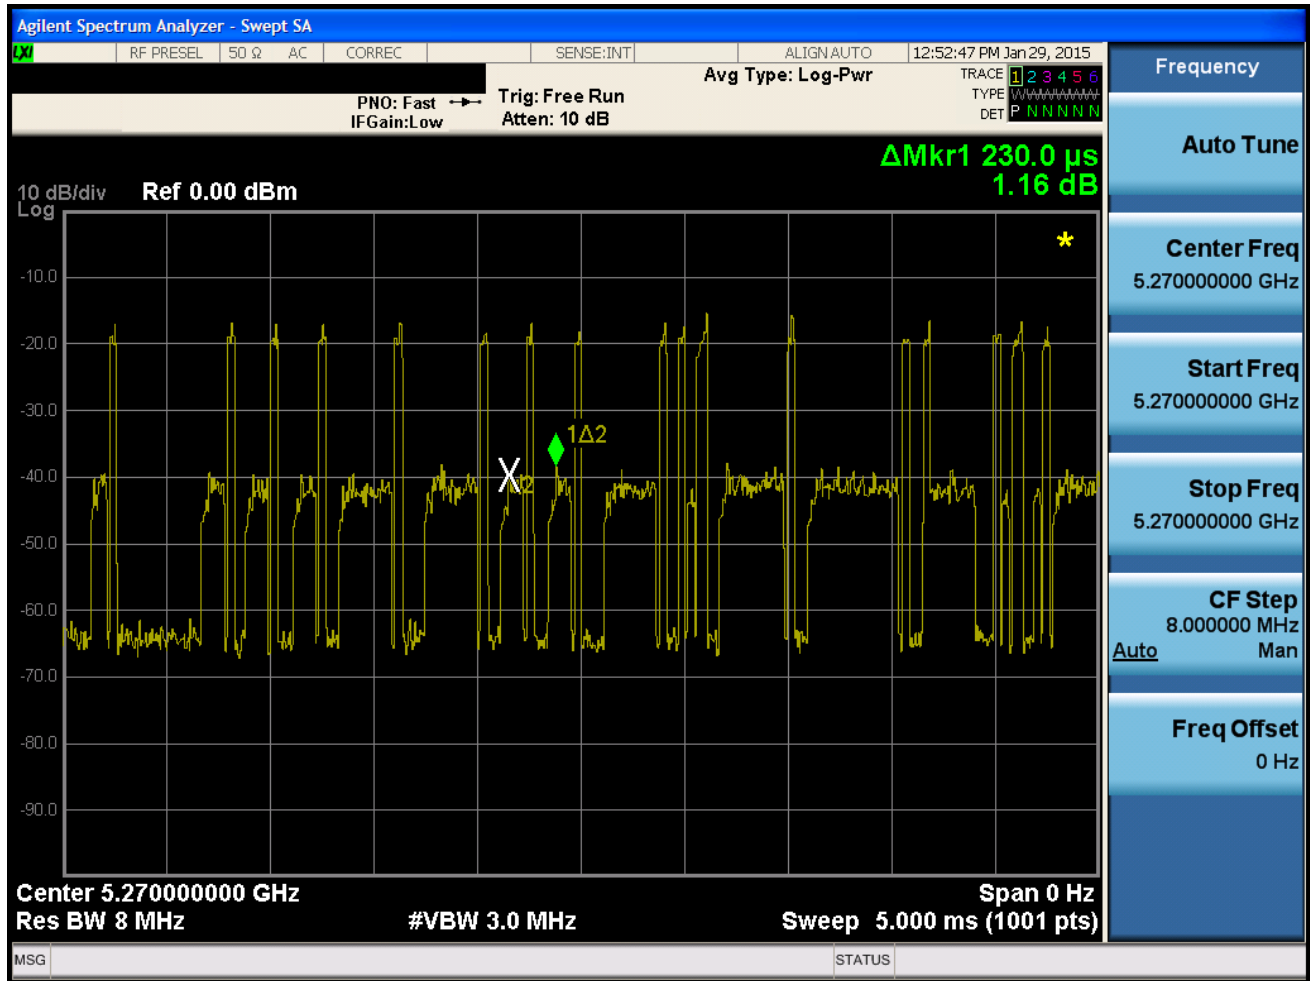 Agilent Spectrum Analyzer - Swept SA
LXI RF PRESEL 50 Ω AC CORREC SENSE:INT ALIGN AUTO 12:52:47 PM Jan 29, 2015
Frequency
Avg Type: Log-Pwr
TRACE 1 2 3 4 5 6
PNO: Fast
Trig: Free Run
TYPE
IFGain:Low
Atten: 10 dB
DET P N N N N N
Auto Tune
ΔMkr1 230.0 µs
1.16 dB
10 dB/div
Log
Ref 0.00 dBm
Center Freq
5.270000000 GHz
-10.0
-20.0
Start Freq
5.270000000 GHz
-30.0
1Δ2
-40.0
Stop Freq
5.270000000 GHz
-50.0
-60.0
CF Step
8.000000 MHz
Auto Man
-70.0
Freq Offset
0 Hz
-80.0
-90.0
Center 5.270000000 GHz Span 0 Hz
Res BW 8 MHz #VBW 3.0 MHz Sweep 5.000 ms (1001 pts)
MSG STATUS